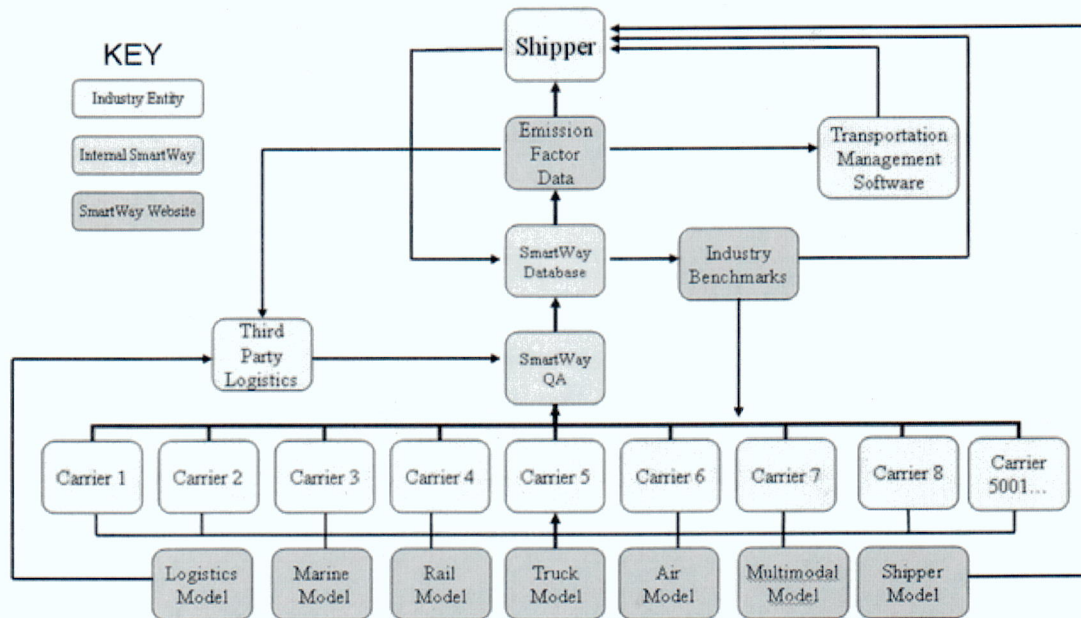 KEY
Industry Entity
Internal SmartWay
SmartWay Website
Shipper
Emission
Factor
Data
Transportation
Management
Software
SmartWay
Database
Industry
Benchmarks
Third
Party
Logistics
SmartWay
QA
Carrier 1
Carrier 2
Carrier 3
Carrier 4
Carrier 5
Carrier 6
Carrier 7
Carrier 8
Carrier
5001...
Logistics
Model
Marine
Model
Rail
Model
Truck
Model
Air
Model
Multimodal
Model
Shipper
Model